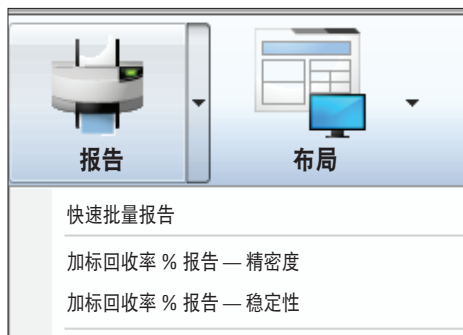 报告 布局
快速批量报告
加标回收率 % 报告 — 精密度
加标回收率 % 报告 — 稳定性